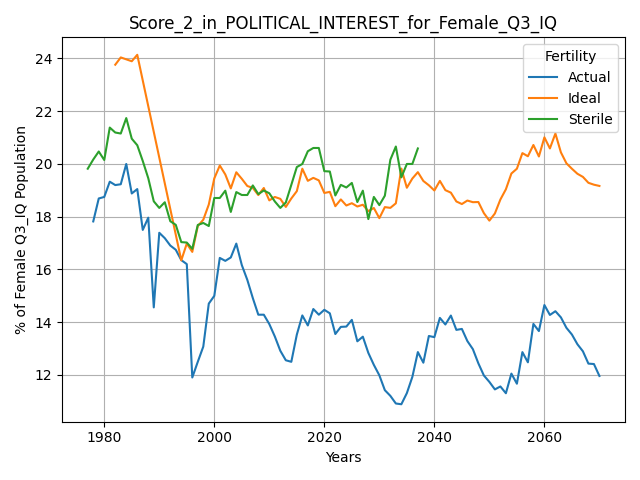 Score_2_in_POLITICAL_INTEREST_for_Female_Q3_IQ
Fertility
Actual
Ideal
Sterile
% of Female Q3_IQ Population
24
22
20
18
16
14
12
1980
2000
2020
2040
2060
Years